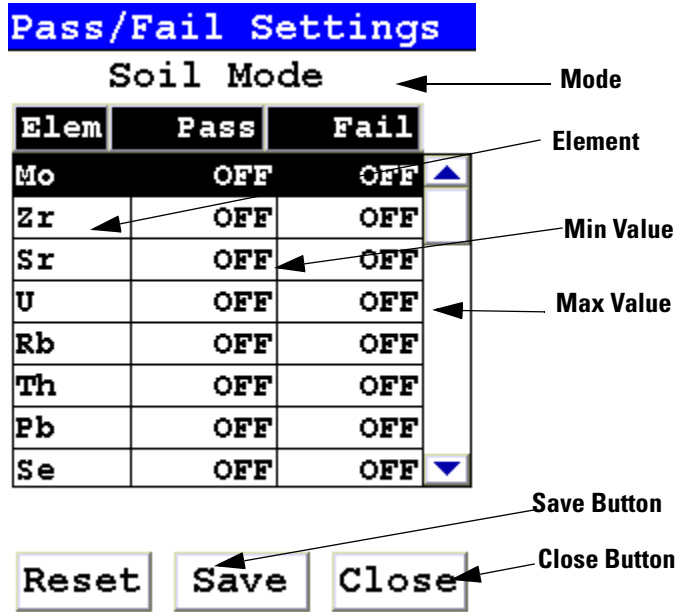 Pass/Fail Settings
Soil Mode
Mode
Elem Pass Fail
Element
Mo OFF OFF
Zr OFF OFF
Min Value
Sr OFF OFF
U OFF OFF
Max Value
Rb OFF OFF
Th OFF OFF
Pb OFF OFF
Se OFF OFF
Save Button
Close Button
Reset Save Close